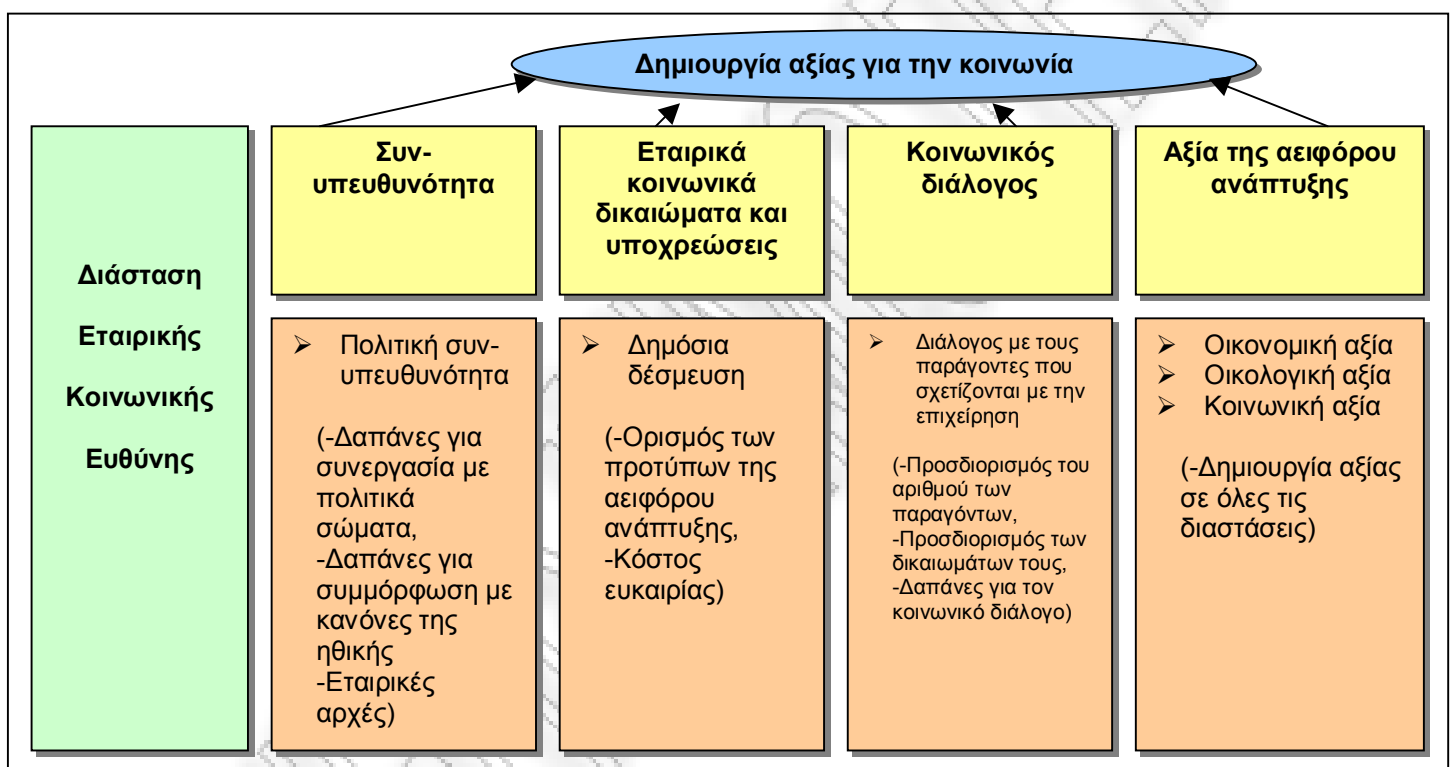 Δημιουργία αξίας για την κοινωνία
Διάσταση
Εταιρικής
Κοινωνικής
Ευθύνης
Συν-
υπευθυνότητα
Εταιρικά
κοινωνικά
δικαιώματα και
υποχρεώσεις
Κοινωνικός
διάλογος
Αξία της αειφόρου
ανάπτυξης
➢ Πολιτική συν-
υπευθυνότητα
(-Δαπάνες για
συνεργασία με
πολιτικά
σώματα,
-Δαπάνες για
συμμόρφωση με
κανόνες της
ηθικής
-Εταιρικές
αρχές)
➢ Δημόσια
δέσμευση
(-Ορισμός των
προτύπων της
αειφόρου
ανάπτυξης,
-Κόστος
ευκαιρίας)
➢ Διάλογος με τους
παράγοντες που
σχετίζονται με την
επιχείρηση
(-Προσδιορισμός του
αριθμού των
παραγόντων,
-Προσδιορισμός των
δικαιωμάτων τους,
-Δαπάνες για τον
κοινωνικό διάλογο)
➢ Οικονομική αξία
➢ Οικολογική αξία
➢ Κοινωνική αξία
(-Δημιουργία αξίας
σε όλες τις
διαστάσεις)